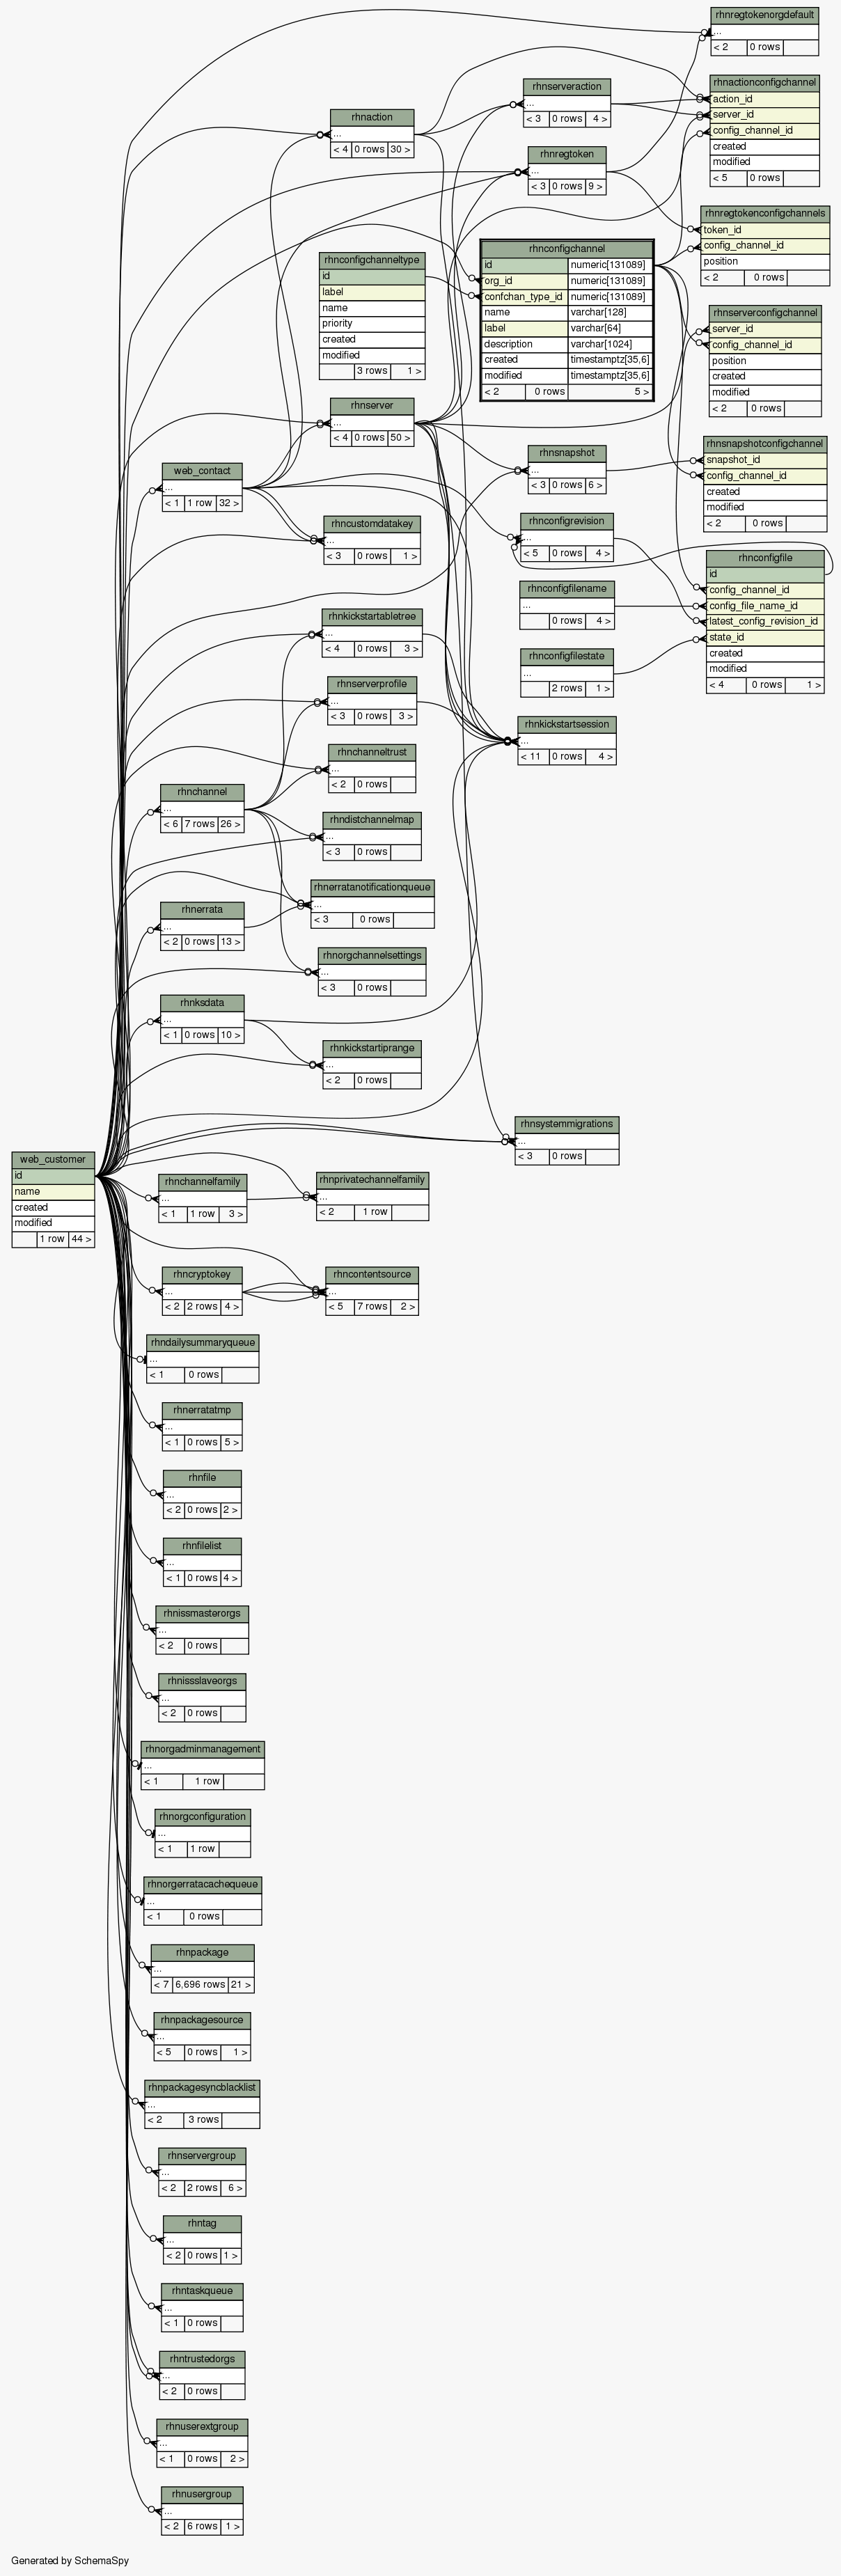 rhnregtokenorgdefault
...
< 2 0 rows
rhnactionconfigchannel
action_id
server_id
config_channel_id
created
modified
< 5 0 rows
rhnserveraction
...
< 3 0 rows 4 >
rhnaction
...
< 4 0 rows 30 >
rhnregtoken
...
< 3 0 rows 9 >
rhnregtokenconfigchannels
token_id
config_channel_id
position
< 2 0 rows
rhnconfigchannel
id numeric[131089]
org_id numeric[131089]
confchan_type_id numeric[131089]
name varchar[128]
label varchar[64]
description varchar[1024]
created timestamptz[35,6]
modified timestamptz[35,6]
< 2 0 rows 5 >
rhnconfigchanneltype
id
label
name
priority
created
modified
3 rows 1 >
rhnserverconfigchannel
server_id
config_channel_id
position
created
modified
< 2 0 rows
rhnserver
...
< 4 0 rows 50 >
rhnsnapshotconfigchannel
snapshot_id
config_channel_id
created
modified
< 2 0 rows
rhnsnapshot
...
< 3 0 rows 6 >
web_contact
...
< 1 1 row 32 >
rhncustomdatakey
...
< 3 0 rows 1 >
rhnconfigrevision
...
< 5 0 rows 4 >
rhnconfigfile
id
config_channel_id
config_file_name_id
latest_config_revision_id
state_id
created
modified
< 4 0 rows 1 >
rhnconfigfilename
...
0 rows 4 >
rhnkickstartabletree
...
< 4 0 rows 3 >
rhnconfigfilestate
...
2 rows 1 >
rhnserverprofile
...
< 3 0 rows 3 >
rhnkickstartsession
...
< 11 0 rows 4 >
rhnchanneltrust
...
< 2 0 rows
rhnchannel
...
< 6 7 rows 26 >
rhndistchannelmap
...
< 3 0 rows
rhnerratanotificationqueue
...
< 3 0 rows
rhnerrata
...
< 2 0 rows 13 >
rhnorgchannelsettings
...
< 3 0 rows
rhnksdata
...
< 1 0 rows 10 >
rhnkickstartiprange
...
< 2 0 rows
rhnsystemmigrations
...
< 3 0 rows
web_customer
id
name
created
modified
1 row 44 >
rhnchannelfamily
...
< 1 1 row 3 >
rhnprivatechannelfamily
...
< 2 1 row
rhncryptokey
...
< 2 2 rows 4 >
rhncontentsource
...
< 5 7 rows 2 >
rhndailysummaryqueue
...
< 1 0 rows
rhnerratatmp
...
< 1 0 rows 5 >
rhnfile
...
< 2 0 rows 2 >
rhnfilelist
...
< 1 0 rows 4 >
rhnissmasterorgs
...
< 2 0 rows
rhnissslaveorgs
...
< 2 0 rows
rhnorgadminmanagement
...
< 1 1 row
rhnorgconfiguration
...
< 1 1 row
rhnorgerratacachequeue
...
< 1 0 rows
rhnpackage
...
< 7 6,696 rows 21 >
rhnpackagesource
...
< 5 0 rows 1 >
rhnpackagesyncblacklist
...
< 2 3 rows
rhnservergroup
...
< 2 2 rows 6 >
rhntag
...
< 2 0 rows 1 >
rhntaskqueue
...
< 1 0 rows
rhntrustedorgs
...
< 2 0 rows
rhnuserextgroup
...
< 1 0 rows 2 >
rhnusergroup
...
< 2 6 rows 1 >
Generated by SchemaSpy